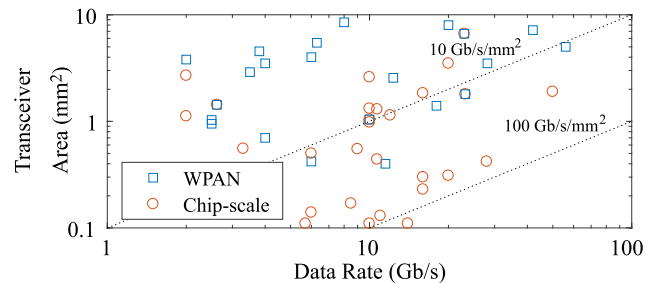 10
10 Gb/s/mm²
Transceiver
Area (mm²)
1
100 Gb/s/mm²
WPAN
Chip-scale
0.1
1
10
100
Data Rate (Gb/s)